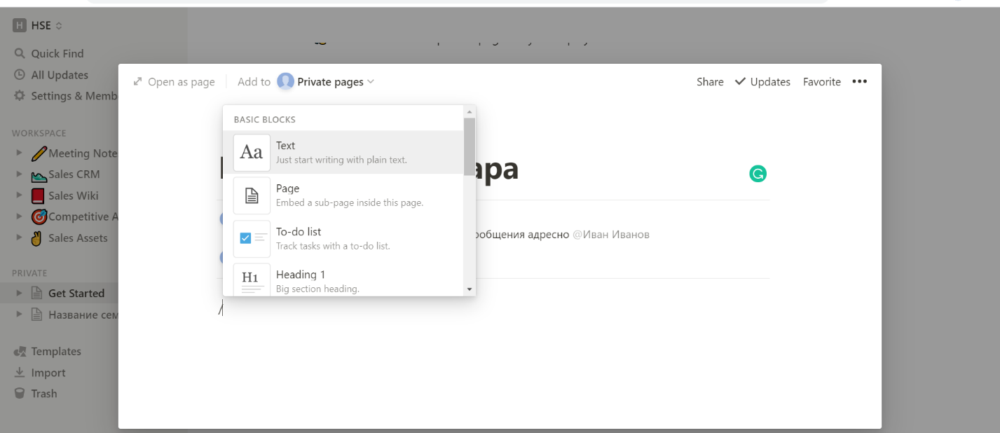 H HSE
Quick Find
All Updates
Settings & Memb
WORKSPACE
Meeting Note
Sales CRM
Sales Wiki
Competitive A
Sales Assets
PRIVATE
Get Started
Название сем
Templates
Import
Trash
Open as page Add to Private pages Share Updates Favorite •••
BASIC BLOCKS
Aa Text
Just start writing with plain text.
Page
Embed a sub-page inside this page.
To-do list
Track tasks with a to-do list.
H1 Heading 1
Big section heading.
ара
ообщения адресно @Иван Иванов
/